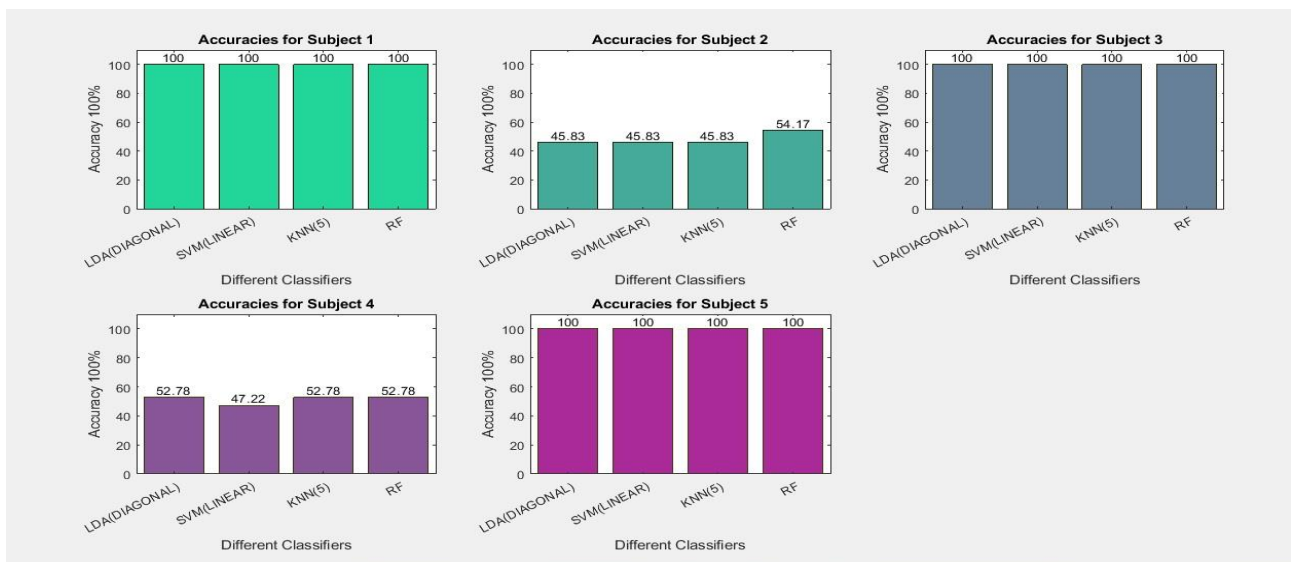 Accuracies for Subject 1
100 100 100 100
Accuracy 100%
100
80
60
40
20
0
LDA(DIAGONAL) SVM(LINEAR) KNN(5) RF
Different Classifiers
Accuracies for Subject 2
45.83 45.83 45.83 54.17
Accuracy 100%
100
80
60
40
20
0
LDA(DIAGONAL) SVM(LINEAR) KNN(5) RF
Different Classifiers
Accuracies for Subject 3
100 100 100 100
Accuracy 100%
100
80
60
40
20
0
LDA(DIAGONAL) SVM(LINEAR) KNN(5) RF
Different Classifiers
Accuracies for Subject 4
52.78 47.22 52.78 52.78
Accuracy 100%
100
80
60
40
20
0
LDA(DIAGONAL) SVM(LINEAR) KNN(5) RF
Different Classifiers
Accuracies for Subject 5
100 100 100 100
Accuracy 100%
100
80
60
40
20
0
LDA(DIAGONAL) SVM(LINEAR) KNN(5) RF
Different Classifiers